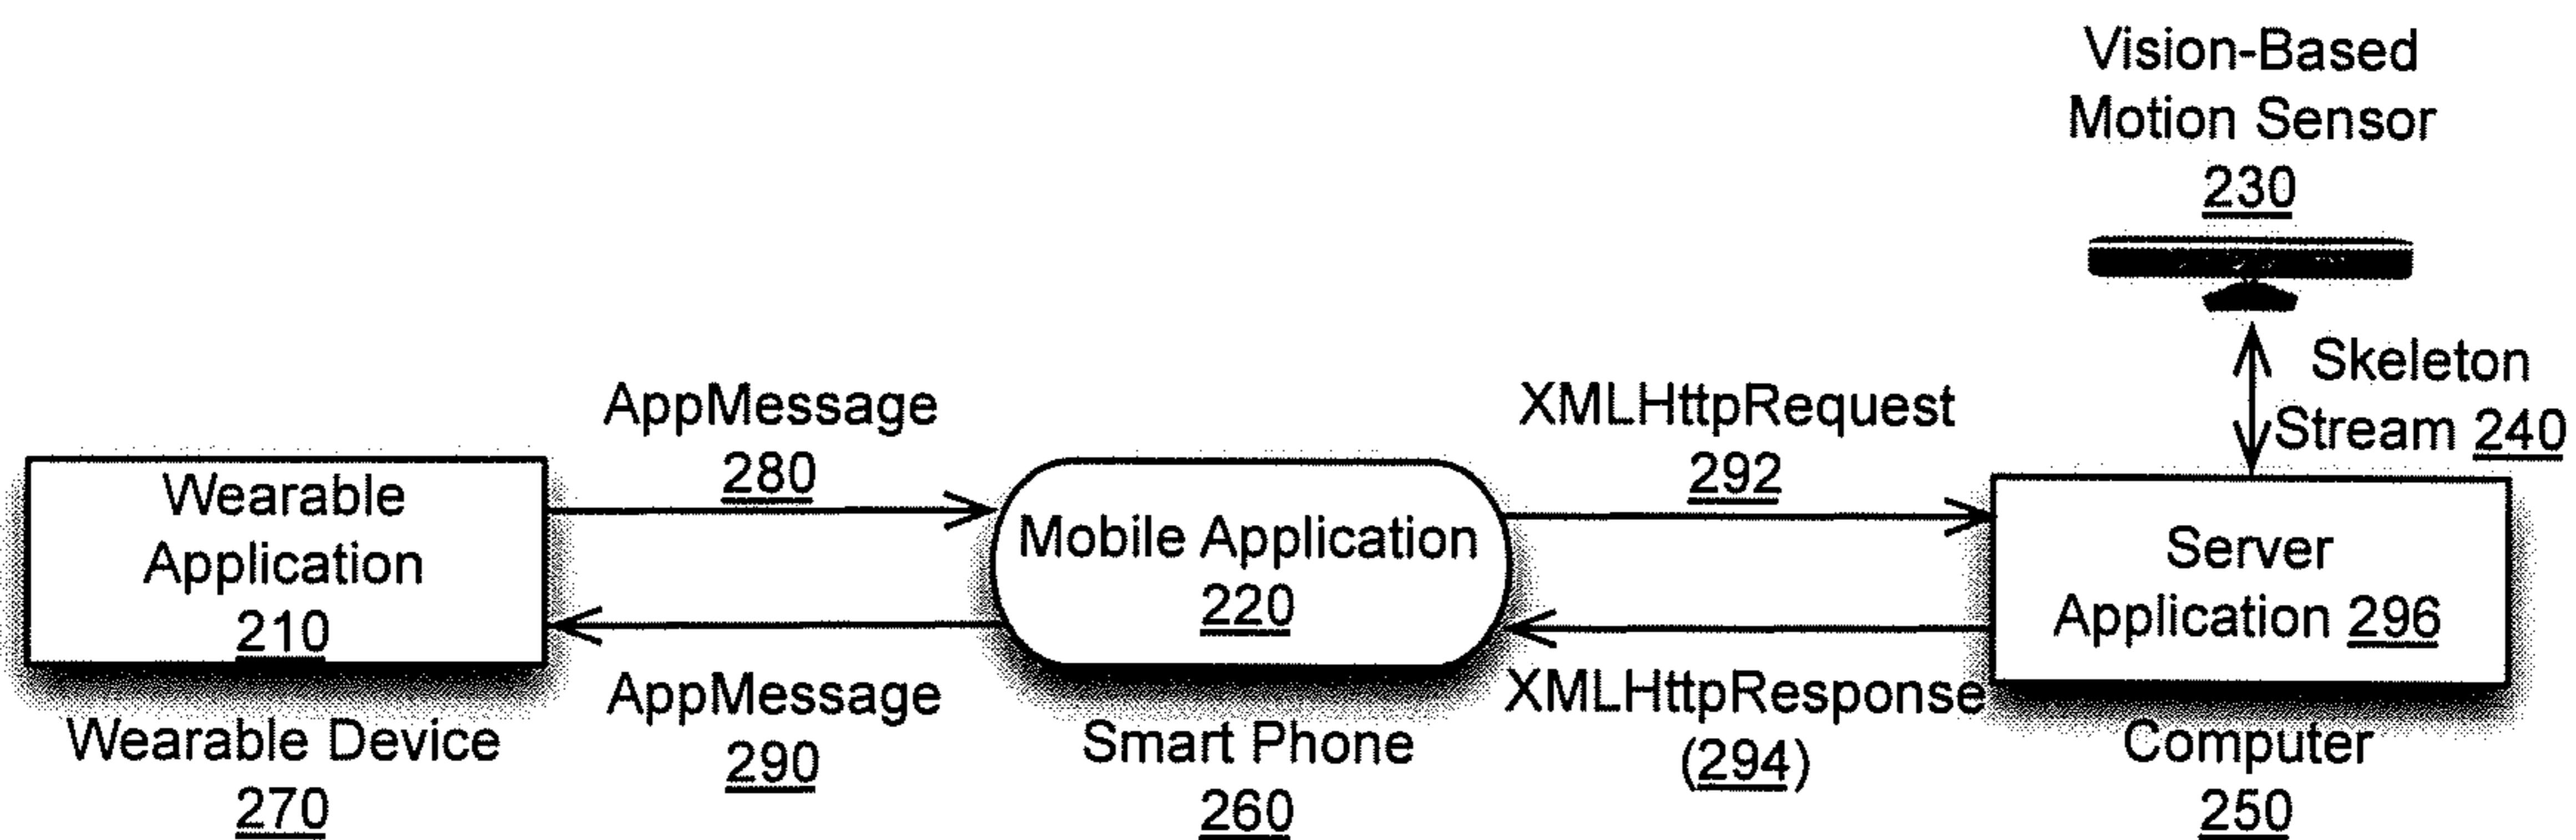 Vision-Based
Motion Sensor
230
Skeleton
Stream 240
AppMessage
280
XMLHttpRequest
292
Wearable
Application
210
Mobile Application
220
Server
Application 296
AppMessage
290
XMLHttpResponse
(294)
Wearable Device
270
Smart Phone
260
Computer
250